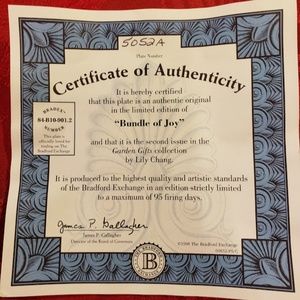 5052A
Plate Number
Certificate of Authenticity
BRADEX
84-B10-901.2
NUMBER
This plate is
officially listed for
trading on The
Bradford Exchange
It is hereby certified
that this plate is an authentic original
in the limited edition of
"Bundle of Joy"
and that it is the second issue in the
Garden Gifts collection
by Lily Chang.
It is produced to the highest quality and artistic standards
of the Bradford Exchange in an edition strictly limited
to a maximum of 95 firing days.
James P. Gallagher
James P. Gallagher
Director of the Board of Governors
B
©1998 The Bradford Exchange